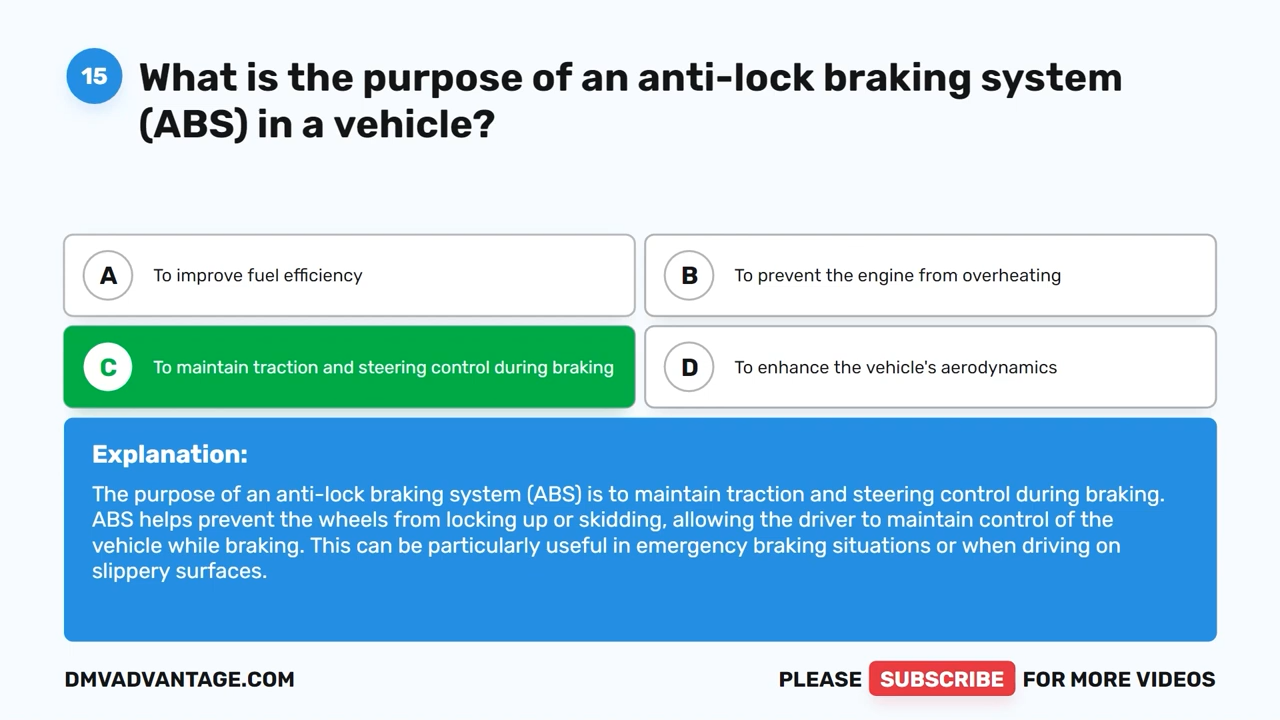 15
What is the purpose of an anti-lock braking system
(ABS) in a vehicle?
A To improve fuel efficiency
B To prevent the engine from overheating
C To maintain traction and steering control during braking
D To enhance the vehicle's aerodynamics
Explanation:
The purpose of an anti-lock braking system (ABS) is to maintain traction and steering control during braking.
ABS helps prevent the wheels from locking up or skidding, allowing the driver to maintain control of the
vehicle while braking. This can be particularly useful in emergency braking situations or when driving on
slippery surfaces.
DMVADVANTAGE.COM
PLEASE SUBSCRIBE FOR MORE VIDEOS